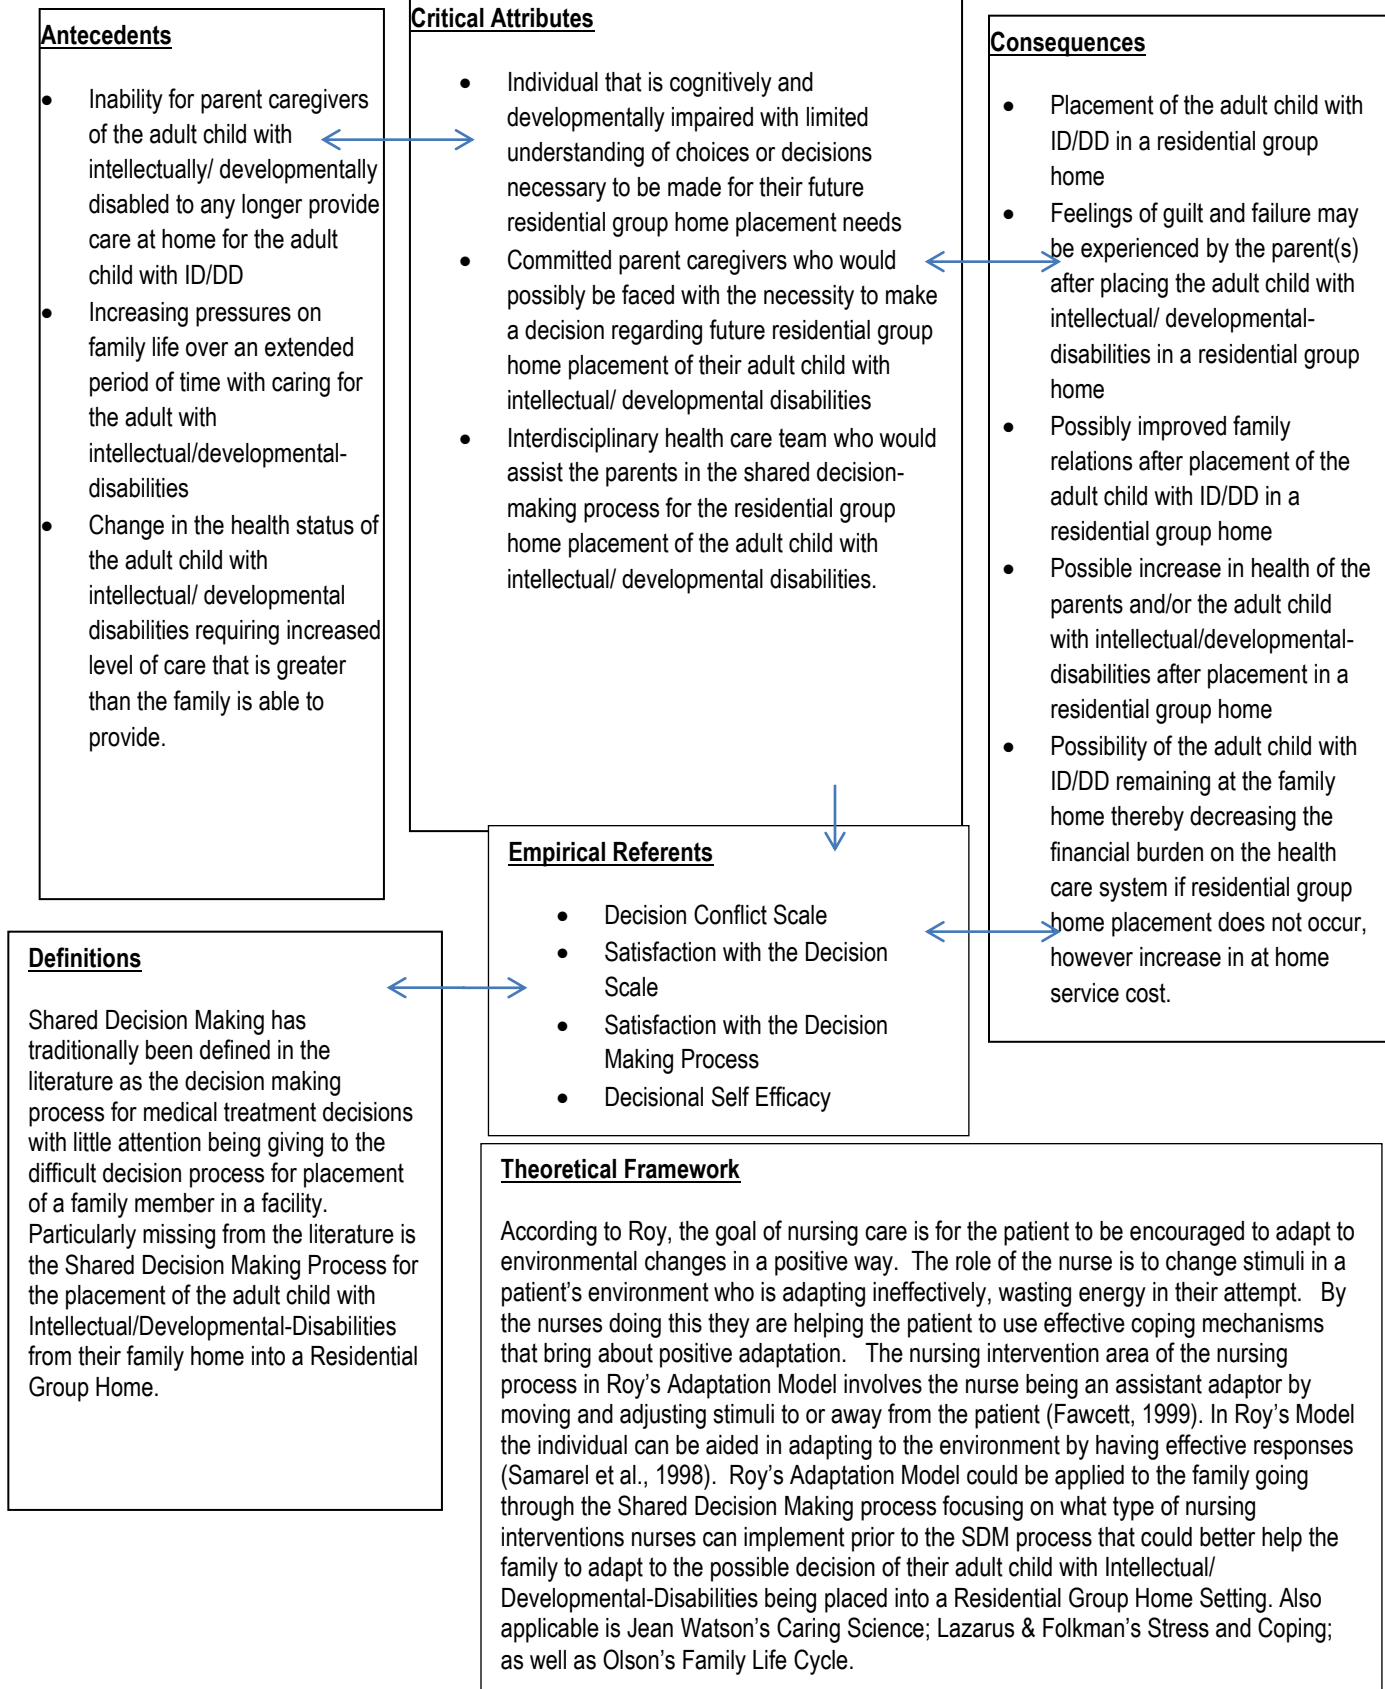 Antecedents
• Inability for parent caregivers
of the adult child with
intellectually/ developmentally
disabled to any longer provide
care at home for the adult
child with ID/DD
• Increasing pressures on
family life over an extended
period of time with caring for
the adult with
intellectual/developmental-
disabilities
• Change in the health status of
the adult child with
intellectual/ developmental
disabilities requiring increased
level of care that is greater
than the family is able to
provide.
Critical Attributes
• Individual that is cognitively and
developmentally impaired with limited
understanding of choices or decisions
necessary to be made for their future
residential group home placement needs
• Committed parent caregivers who would
possibly be faced with the necessity to make
a decision regarding future residential group
home placement of their adult child with
intellectual/ developmental disabilities
• Interdisciplinary health care team who would
assist the parents in the shared decision-
making process for the residential group
home placement of the adult child with
intellectual/ developmental disabilities.
Consequences
• Placement of the adult child with
ID/DD in a residential group
home
• Feelings of guilt and failure may
be experienced by the parent(s)
after placing the adult child with
intellectual/ developmental-
disabilities in a residential group
home
• Possibly improved family
relations after placement of the
adult child with ID/DD in a
residential group home
• Possible increase in health of the
parents and/or the adult child
with intellectual/developmental-
disabilities after placement in a
residential group home
• Possibility of the adult child with
ID/DD remaining at the family
home thereby decreasing the
financial burden on the health
care system if residential group
home placement does not occur,
however increase in at home
service cost.
Empirical Referents
• Decision Conflict Scale
• Satisfaction with the Decision
Scale
• Satisfaction with the Decision
Making Process
• Decisional Self Efficacy
Definitions
Shared Decision Making has
traditionally been defined in the
literature as the decision making
process for medical treatment decisions
with little attention being giving to the
difficult decision process for placement
of a family member in a facility.
Particularly missing from the literature is
the Shared Decision Making Process for
the placement of the adult child with
Intellectual/Developmental-Disabilities
from their family home into a Residential
Group Home.
Theoretical Framework
According to Roy, the goal of nursing care is for the patient to be encouraged to adapt to
environmental changes in a positive way. The role of the nurse is to change stimuli in a
patient's environment who is adapting ineffectively, wasting energy in their attempt. By
the nurses doing this they are helping the patient to use effective coping mechanisms
that bring about positive adaptation. The nursing intervention area of the nursing
process in Roy's Adaptation Model involves the nurse being an assistant adaptor by
moving and adjusting stimuli to or away from the patient (Fawcett, 1999). In Roy's Model
the individual can be aided in adapting to the environment by having effective responses
(Samarel et al., 1998). Roy's Adaptation Model could be applied to the family going
through the Shared Decision Making process focusing on what type of nursing
interventions nurses can implement prior to the SDM process that could better help the
family to adapt to the possible decision of their adult child with Intellectual/
Developmental-Disabilities being placed into a Residential Group Home Setting. Also
applicable is Jean Watson's Caring Science; Lazarus & Folkman's Stress and Coping;
as well as Olson's Family Life Cycle.